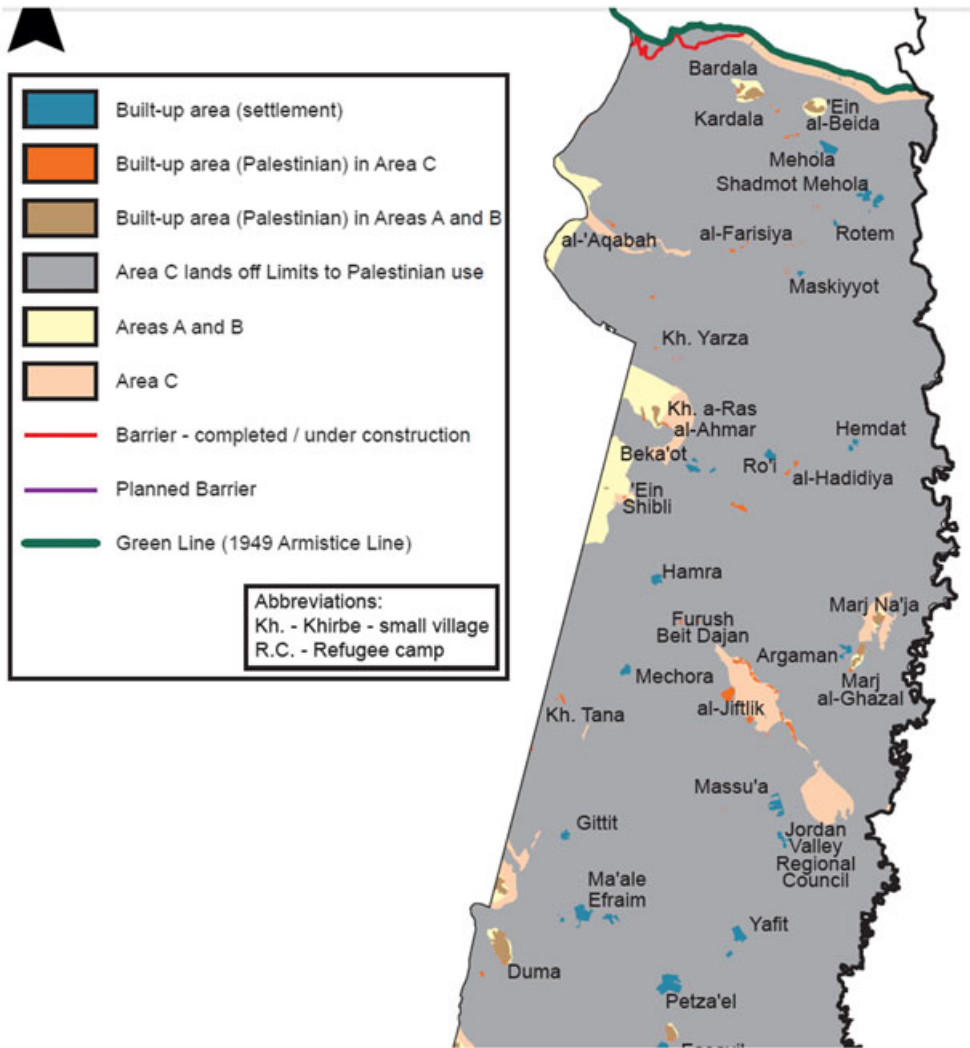 Built-up area (settlement)
Built-up area (Palestinian) in Area C
Built-up area (Palestinian) in Areas A and B
Area C lands off Limits to Palestinian use
Areas A and B
Area C
Barrier - completed / under construction
Planned Barrier
Green Line (1949 Armistice Line)
Abbreviations:
Kh. - Khirbe - small village
R.C. - Refugee camp
Bardala
Kardala
'Ein
al-Beida
Mehola
Shadmot Mehola
Rotem
al-'Aqabah
al-Farisiya
Maskiyyot
Kh. Yarza
Kh. a-Ras
al-Ahmar
Hemdat
Beka'ot
Ro'i
al-Hadidiya
'Ein
Shibli
Hamra
Marj Na'ja
Furush
Beit Dajan
Argaman
Mechora
Marj
al-Ghazal
Kh. Tana
al-Jiftlik
Massu'a
Gittit
Jordan
Valley
Regional
Council
Ma'ale
Efraim
Yafit
Duma
Petza'el